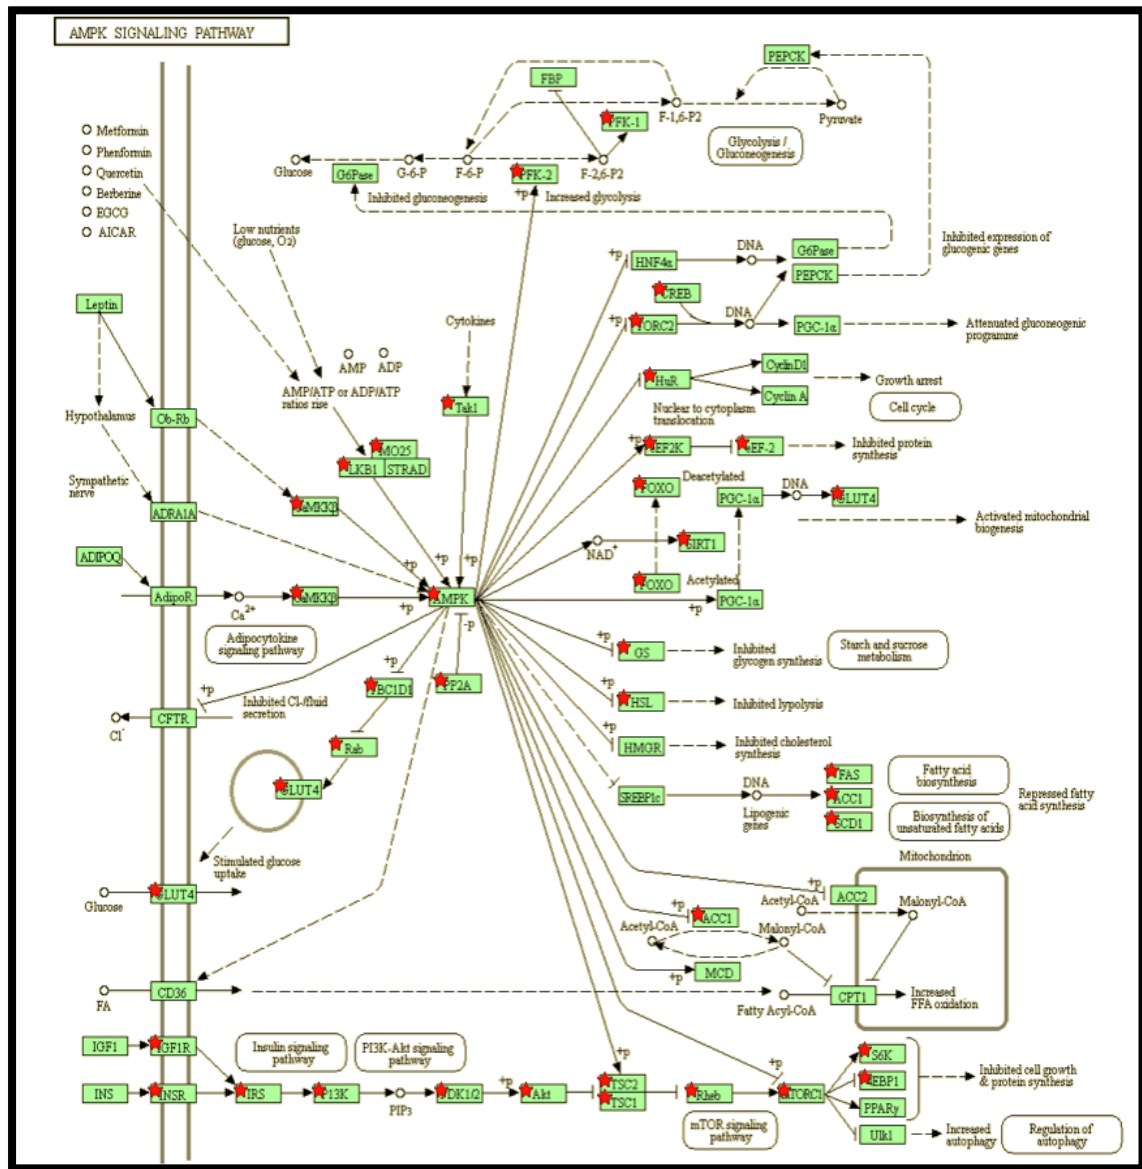 AMPK SIGNALING PATHWAY
PEPCK
FBP
F-1,6-P2
Pyruvate
PFK-1
Glycolysis /
Gluconeogenesis
Metformin
Phenformin
Quercetin
Berberine
EGCG
AICAR
Glucose
G6Pase
G-6-P
F-6-P
PFK-2
F-2,6-P2
+p
Inhibited gluconeogenesis
Increased glycolysis
Low nutrients
(glucose, O2)
+p
HNF4α
DNA
G6Pase
PEPCK
Inhibited expression of
glucogenic genes
CREB
+p
TORC2
DNA
PGC-1α
Attenuated gluconeogenic
programme
Leptin
Cytokines
AMP
ADP
AMP/ATP or ADP/ATP
ratios rise
Tak1
HuR
CyclinD1
Cyclin A
Growth arrest
Cell cycle
Nuclear to cytoplasm
translocation
Hypothalamus
Ob-Rb
MO25
LKB1
STRAD
+p
eEF2K
eEF-2
Inhibited protein
synthesis
Sympathetic
nerve
ADRA1A
CaMKKβ
FOXO
Deacetylated
PGC-1α
DNA
GLUT4
Activated mitochondrial
biogenesis
NAD+
SIRT1
ADIPOQ
AdipoR
Ca2+
CaMKKβ
+p
+p
+p
+p
AMPK
-p
FOXO
Acetylated
+p
PGC-1α
Adipocytokine
signaling pathway
+p
GS
Inhibited
glycogen synthesis
Starch and sucrose
metabolism
+p
TBC1D1
PP2A
+p
HSL
Inhibited lypolysis
+p
CFTR
Cl-
Inhibited Cl-/fluid
secretion
Rab
+p
HMGR
Inhibited cholesterol
synthesis
GLUT4
SREBP1c
DNA
Lipogenic
genes
FAS
ACC1
SCD1
Fatty acid
biosynthesis
Biosynthesis of
unsaturated fatty acids
Repressed fatty
acid synthesis
Stimulated glucose
uptake
Glucose
GLUT4
Mitochondrion
+p
ACC2
Acetyl-CoA
Malonyl-CoA
+p
ACC1
Acetyl-CoA
Malonyl-CoA
+p
MCD
FA
CD36
Fatty Acyl-CoA
CPT1
Increased
FFA oxidation
IGF1
IGF1R
Insulin signaling
pathway
PI3K-Akt signaling
pathway
INS
INSR
IRS
P13K
PIP3
PDK1/2
+p
Akt
+p
TSC2
TSC1
Rheb
+p
mTORC1
mTOR signaling
pathway
S6K
4EBP1
PPARγ
Ulk1
Inhibited cell growth
& protein synthesis
Increased
autophagy
Regulation of
autophagy